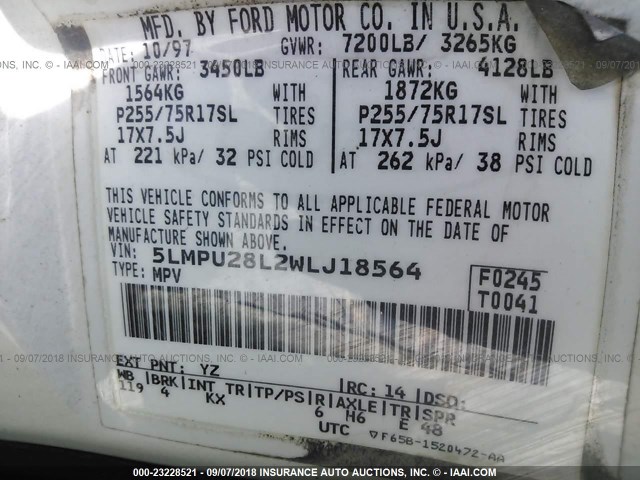 MFD. BY FORD MOTOR CO. IN U.S.A.
DATE: 10/97 GVWR: 7200LB/ 3265KG
FRONT GAWR: 3450LB REAR GAWR: 4128LB
1564KG WITH 1872KG WITH
P255/75R17SL TIRES P255/75R17SL TIRES
17X7.5J RIMS 17X7.5J RIMS
AT 221 kPa/ 32 PSI COLD AT 262 kPa/ 38 PSI COLD
THIS VEHICLE CONFORMS TO ALL APPLICABLE FEDERAL MOTOR
VEHICLE SAFETY STANDARDS IN EFFECT ON THE DATE OF
MANUFACTURE SHOWN ABOVE.
VIN: 5LMPU28L2WLJ18564
TYPE: MPV
F0245
T0041
EXT PNT: YZ RC: 14 DSO:
WB BRK INT TR TP/PS R AXLE TR SPR
119 4 KX 6 H6 E 48
UTC F65B-1520472-AA
000-23228521 - 09/07/2018 - © IAAI.COM